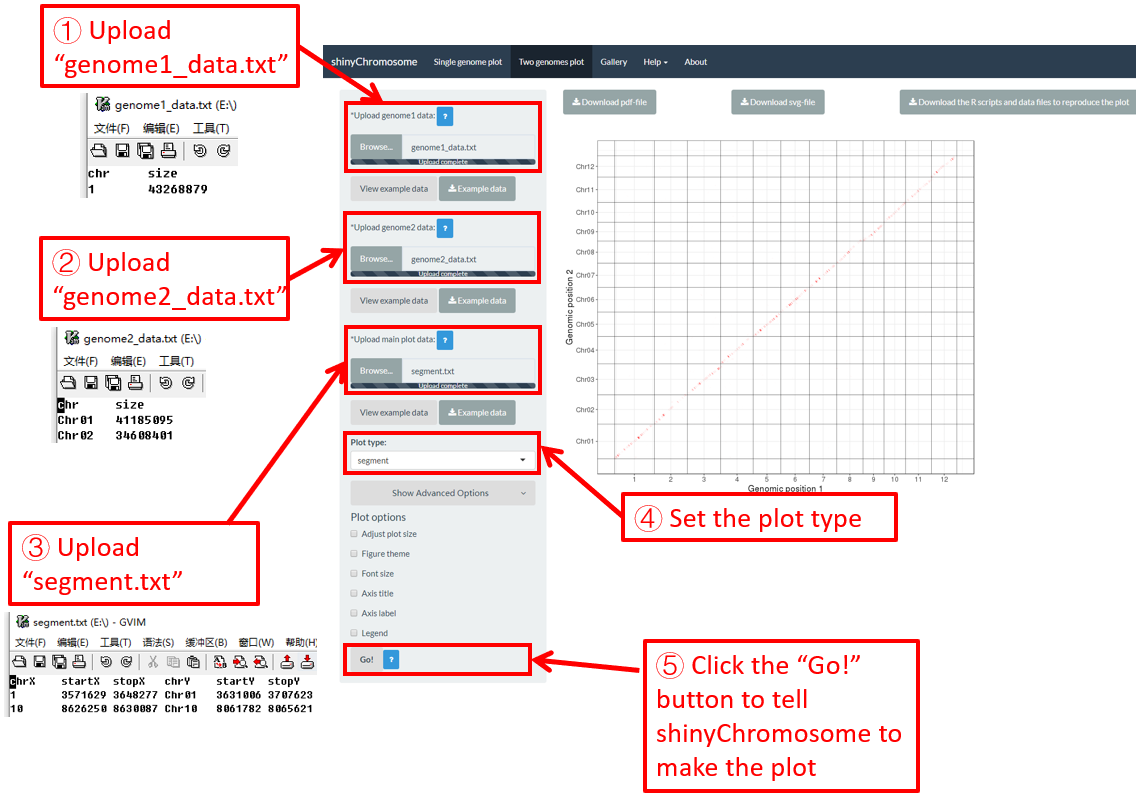 ① Upload
“genome1_data.txt”
genome1_data.txt (E:\)
文件(F) 编辑(E) 工具(T)
chr size
1 43268879
② Upload
“genome2_data.txt”
genome2_data.txt (E:\)
文件(F) 编辑(E) 工具(T)
chr size
Chr01 41185095
Chr02 34608401
③ Upload
“segment.txt”
segment.txt (E:\) - GVIM
文件(F) 编辑(E) 工具(T) 语法(S) 缓冲区(B) 窗口(W) 帮助(H)
chrX startX stopX chrY startY stopY
1 3571629 3648277 Chr01 3631006 3707623
10 8626250 8630087 Chr10 8061782 8065621
shinyChromosome Single genome plot Two genomes plot Gallery Help About
*Upload genome1 data: ?
Browse... genome1_data.txt
Upload complete
View example data Example data
*Upload genome2 data: ?
Browse... genome2_data.txt
Upload complete
View example data Example data
*Upload main plot data: ?
Browse... segment.txt
Upload complete
View example data Example data
Plot type:
segment
Show Advanced Options
Plot options
Adjust plot size
Figure theme
Font size
Axis title
Axis label
Legend
Go! ?
Download pdf-file Download svg-file Download the R scripts and data files to reproduce the plot
Genomic position 2
Chr12
Chr11
Chr10
Chr09
Chr08
Chr07
Chr06
Chr05
Chr04
Chr03
Chr02
Chr01
1 2 3 4 5 6 7 8 9 10 11 12
Genomic position 1
④ Set the plot type
⑤ Click the “Go!”
button to tell
shinyChromosome to
make the plot